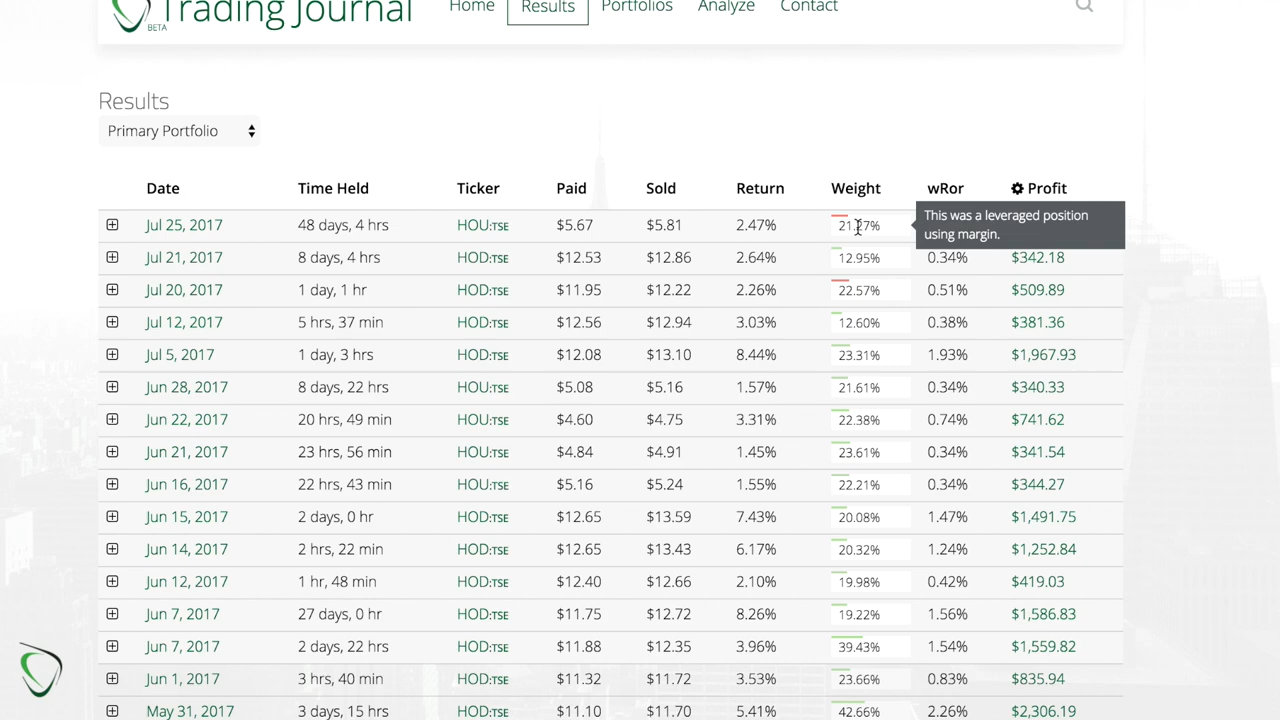 Trading Journal
BETA
Home Results Portfolios Analyze Contact
Results
Primary Portfolio
Date Time Held Ticker Paid Sold Return Weight wRor Profit
Jul 25, 2017 48 days, 4 hrs HOU:TSE $5.67 $5.81 2.47%
This was a leveraged position
using margin.
Jul 21, 2017 8 days, 4 hrs HOD:TSE $12.53 $12.86 2.64% 12.95% 0.34% $342.18
Jul 20, 2017 1 day, 1 hr HOD:TSE $11.95 $12.22 2.26% 22.57% 0.51% $509.89
Jul 12, 2017 5 hrs, 37 min HOD:TSE $12.56 $12.94 3.03% 12.60% 0.38% $381.36
Jul 5, 2017 1 day, 3 hrs HOD:TSE $12.08 $13.10 8.44% 23.31% 1.93% $1,967.93
Jun 28, 2017 8 days, 22 hrs HOU:TSE $5.08 $5.16 1.57% 21.61% 0.34% $340.33
Jun 22, 2017 20 hrs, 49 min HOU:TSE $4.60 $4.75 3.31% 22.38% 0.74% $741.62
Jun 21, 2017 23 hrs, 56 min HOU:TSE $4.84 $4.91 1.45% 23.61% 0.34% $341.54
Jun 16, 2017 22 hrs, 43 min HOU:TSE $5.16 $5.24 1.55% 22.21% 0.34% $344.27
Jun 15, 2017 2 days, 0 hr HOD:TSE $12.65 $13.59 7.43% 20.08% 1.47% $1,491.75
Jun 14, 2017 2 hrs, 22 min HOD:TSE $12.65 $13.43 6.17% 20.32% 1.24% $1,252.84
Jun 12, 2017 1 hr, 48 min HOD:TSE $12.40 $12.66 2.10% 19.98% 0.42% $419.03
Jun 7, 2017 27 days, 0 hr HOD:TSE $11.75 $12.72 8.26% 19.22% 1.56% $1,586.83
Jun 7, 2017 2 days, 22 hrs HOD:TSE $11.88 $12.35 3.96% 39.43% 1.54% $1,559.82
Jun 1, 2017 3 hrs, 40 min HOD:TSE $11.32 $11.72 3.53% 23.66% 0.83% $835.94
May 31, 2017 3 days, 15 hrs HOD:TSE $11.10 $11.70 5.41% 42.66% 2.26% $2,306.19